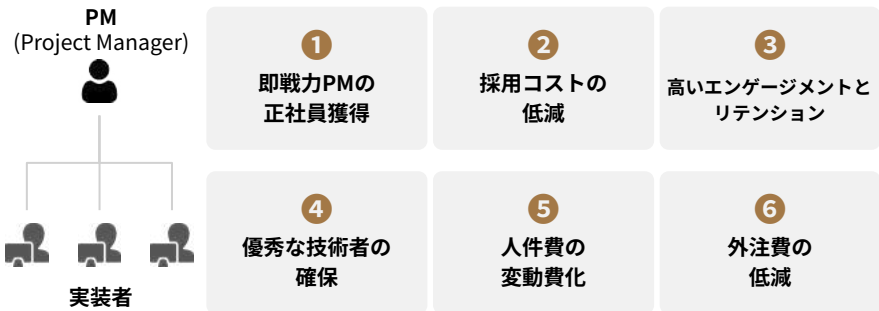 PM
(Project Manager)
1
即戦力PMの
正社員獲得
2
採用コストの
低減
3
高いエンゲージメントと
リテンション
実装者
4
優秀な技術者の
確保
5
人件費の
変動費化
6
外注費の
低減